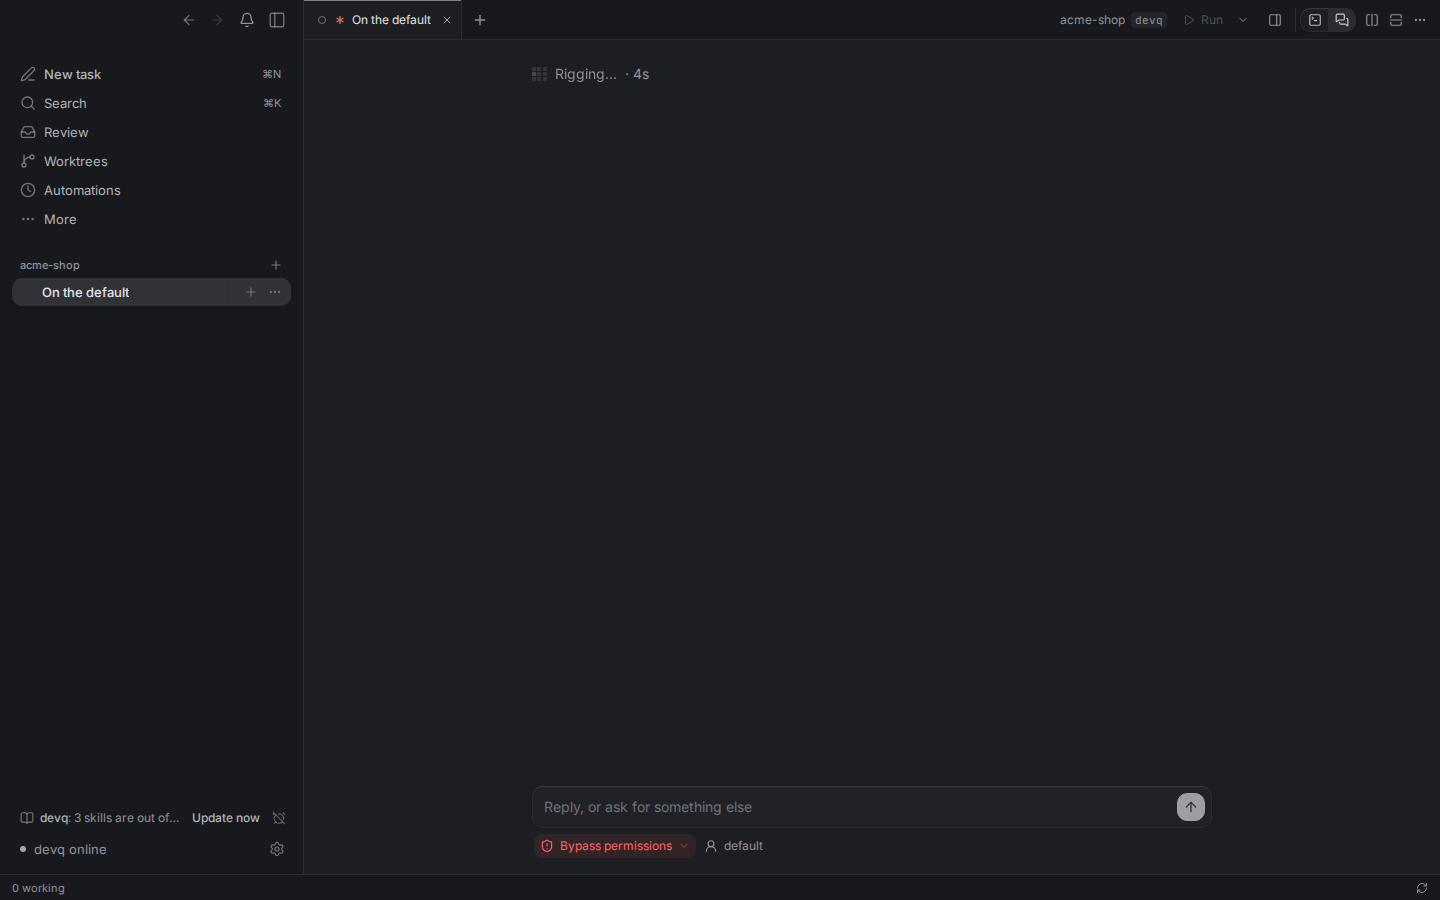 On the default
acme-shop devq Run
New task ⌘N
Search ⌘K
Review
Worktrees
Automations
More
acme-shop
On the default
Rigging... · 4s
Reply, or ask for something else
Bypass permissions default
devq: 3 skills are out of... Update now
devq online
0 working